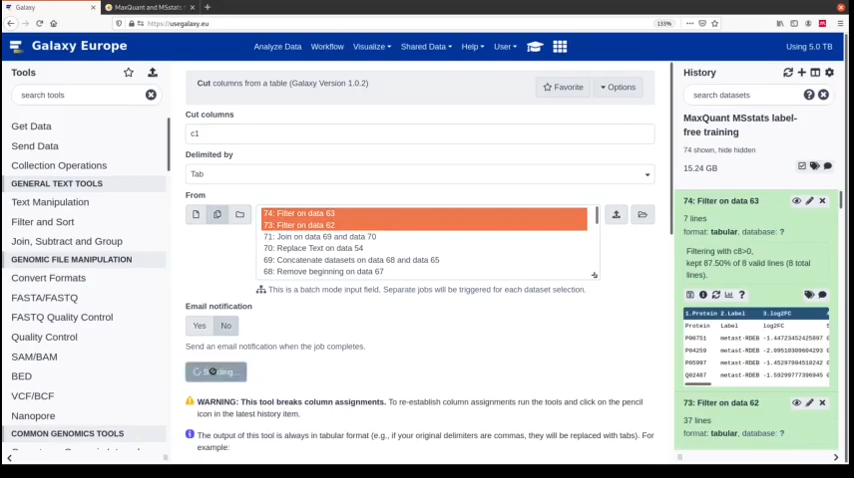 Galaxy
MaxQuant and MSstats
https://usegalaxy.eu
133%
Galaxy Europe
Analyze Data
Workflow
Visualize
Shared Data
Help
User
Using 5.0 TB
Tools
search tools
Get Data
Send Data
Collection Operations
GENERAL TEXT TOOLS
Text Manipulation
Filter and Sort
Join, Subtract and Group
GENOMIC FILE MANIPULATION
Convert Formats
FASTA/FASTQ
FASTQ Quality Control
Quality Control
SAM/BAM
BED
VCF/BCF
Nanopore
COMMON GENOMICS TOOLS
Cut columns from a table (Galaxy Version 1.0.2)
Favorite
Options
Cut columns
c1
Delimited by
Tab
From
74: Filter on data 63
73: Filter on data 62
71: Join on data 69 and data 70
70: Replace Text on data 54
69: Concatenate datasets on data 68 and data 65
68: Remove beginning on data 67
This is a batch mode input field. Separate jobs will be triggered for each dataset selection.
Email notification
Yes
No
Send an email notification when the job completes.
WARNING: This tool breaks column assignments. To re-establish column assignments run the tools and click on the pencil
icon in the latest history item.
The output of this tool is always in tabular format (e.g., if your original delimiters are commas, they will be replaced with tabs). For
example:
History
search datasets
MaxQuant MSstats label-
free training
74 shown, hide hidden
15.24 GB
74: Filter on data 63
7 lines
format: tabular, database: ?
Filtering with c8>0,
kept 87.50% of 8 valid lines (8 total
lines).
1.Protein 2.Label 3.log2FC
Protein Label log2FC
P00751 metast-RDEB
P04259 metast-RDEB
P05997 metast-RDEB
Q02487 metast-RDEB
73: Filter on data 62
37 lines
format: tabular, database: ?